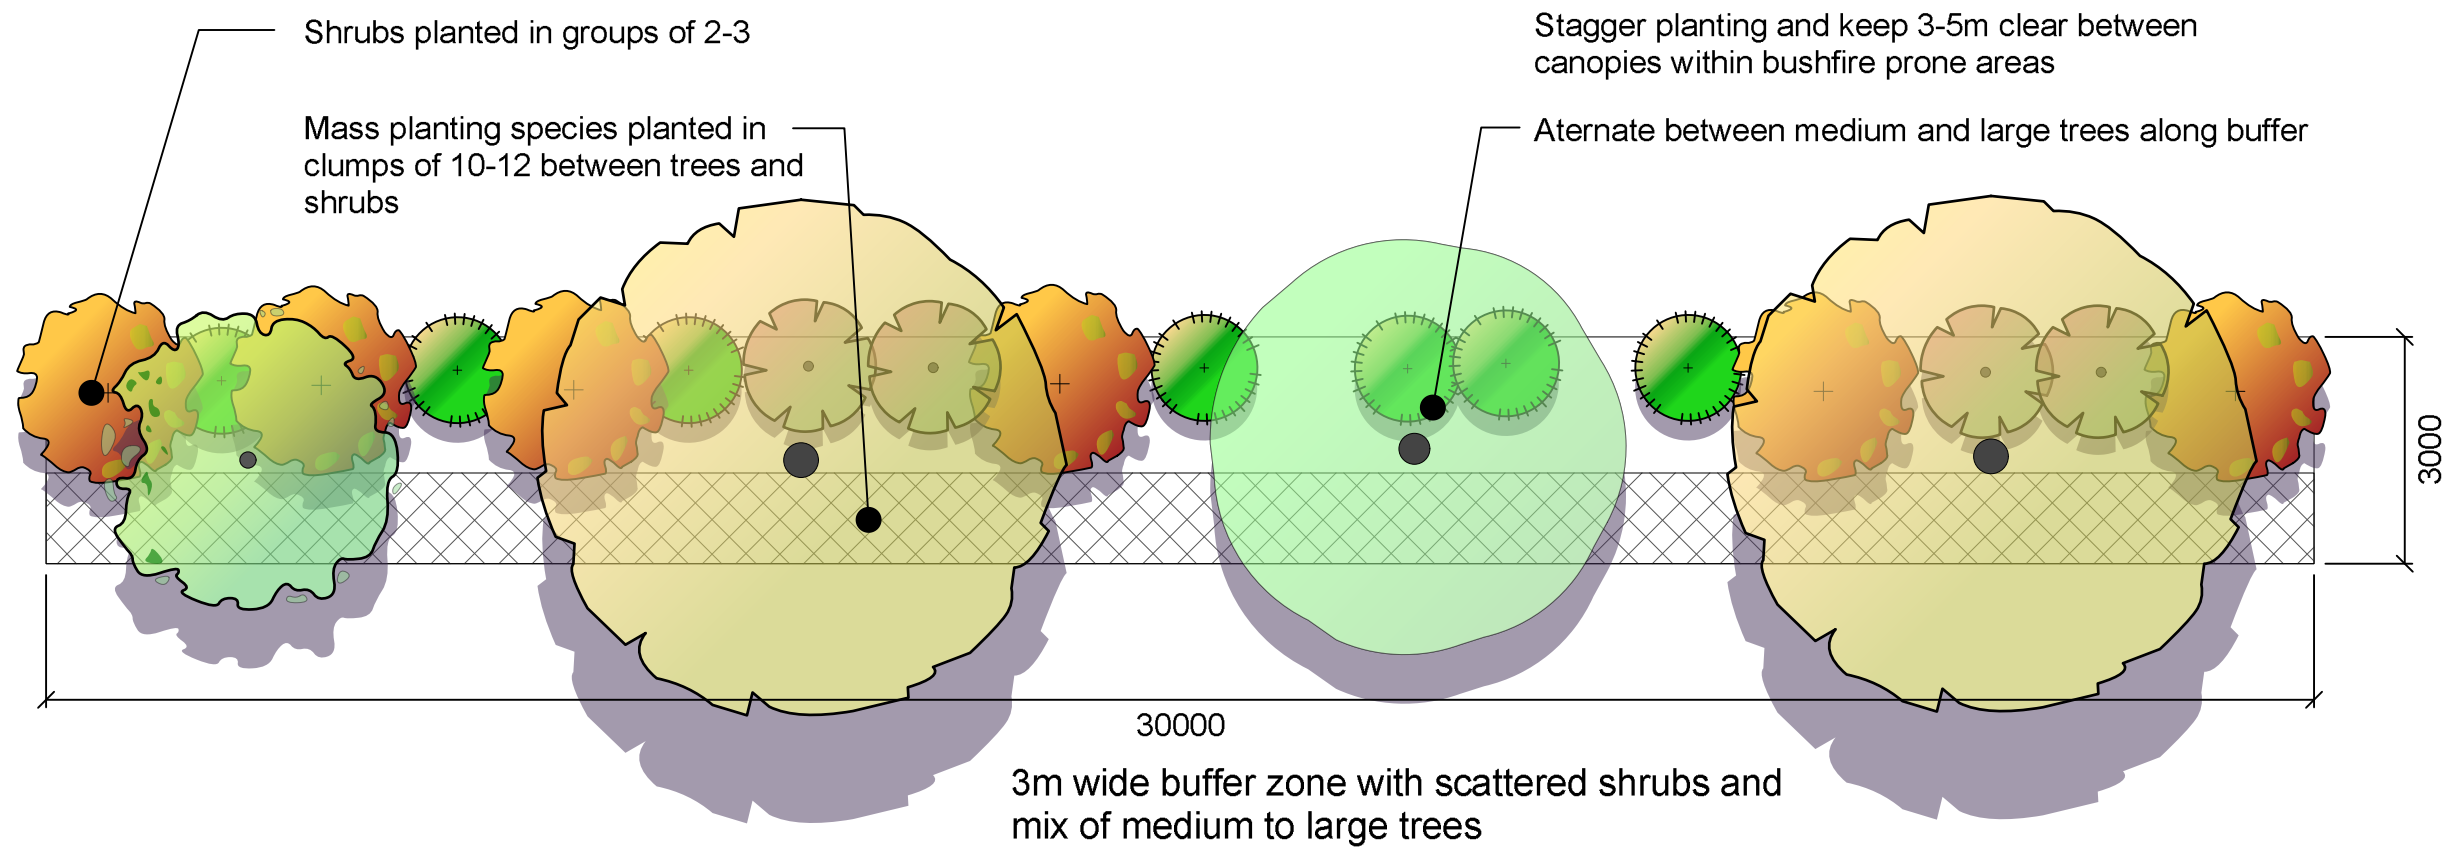 Shrubs planted in groups of 2-3
Mass planting species planted in
clumps of 10-12 between trees and
shrubs
Stagger planting and keep 3-5m clear between
canopies within bushfire prone areas
Aternate between medium and large trees along buffer
3000
30000
3m wide buffer zone with scattered shrubs and
mix of medium to large trees